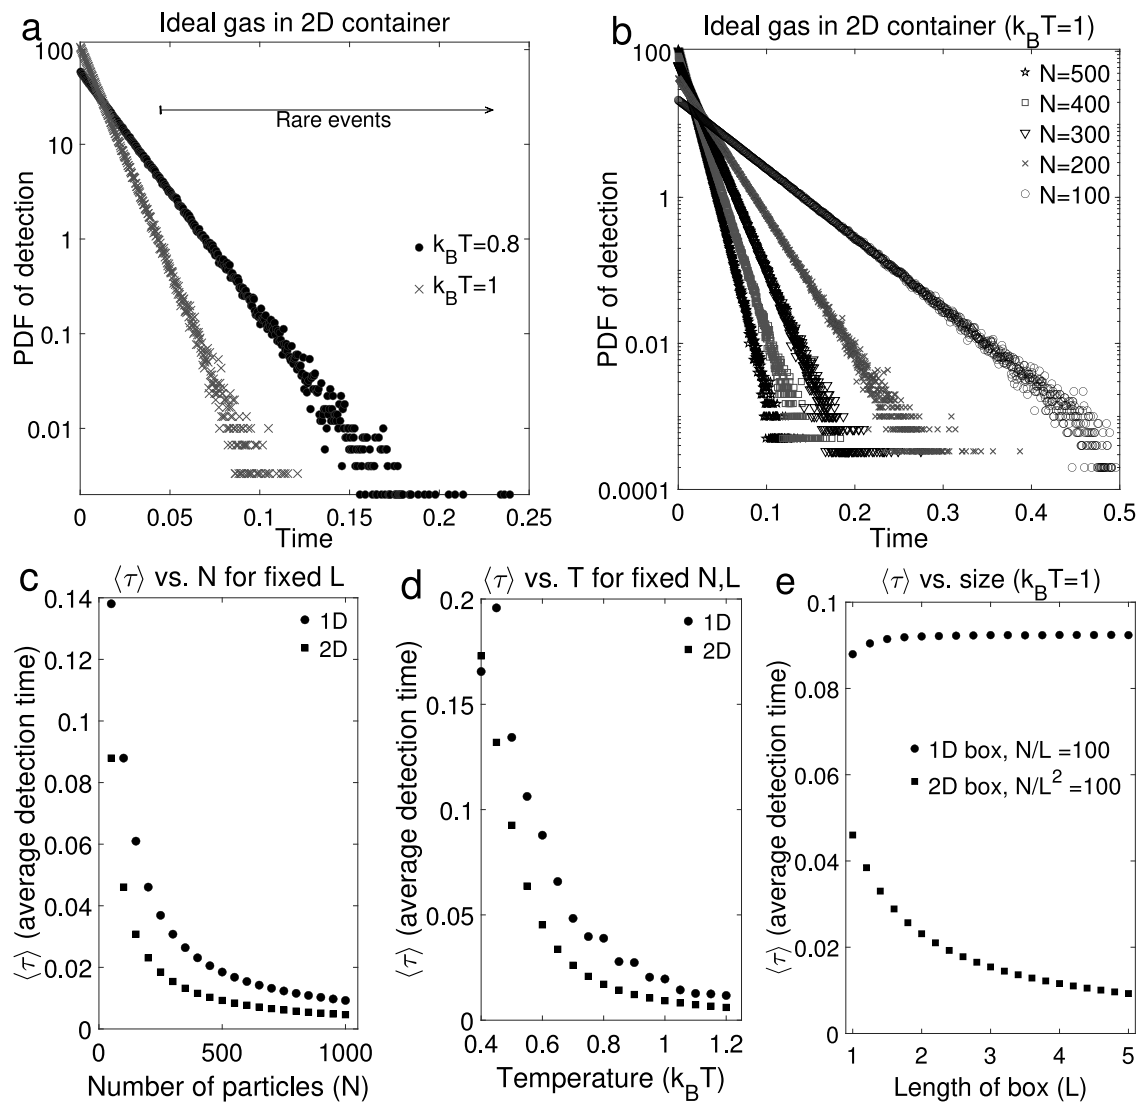 a
Ideal gas in 2D container
PDF of detection
100
10
1
0.1
0.01
Rare events
k_B T=0.8
k_B T=1
0
0.05
0.1
0.15
0.2
0.25
Time
b
Ideal gas in 2D container (k_B T=1)
PDF of detection
100
1
0.01
0.0001
N=500
N=400
N=300
N=200
N=100
0
0.1
0.2
0.3
0.4
0.5
Time
c
⟨τ⟩ vs. N for fixed L
⟨τ⟩ (average detection time)
0.14
0.12
0.1
0.08
0.06
0.04
0.02
0
1D
2D
0
500
1000
Number of particles (N)
d
⟨τ⟩ vs. T for fixed N,L
⟨τ⟩ (average detection time)
0.2
0.15
0.1
0.05
0
1D
2D
0.4
0.6
0.8
1
1.2
Temperature (k_B T)
e
⟨τ⟩ vs. size (k_B T=1)
⟨τ⟩ (average detection time)
0.1
0.08
0.06
0.04
0.02
0
1D box, N/L =100
2D box, N/L² =100
1
2
3
4
5
Length of box (L)